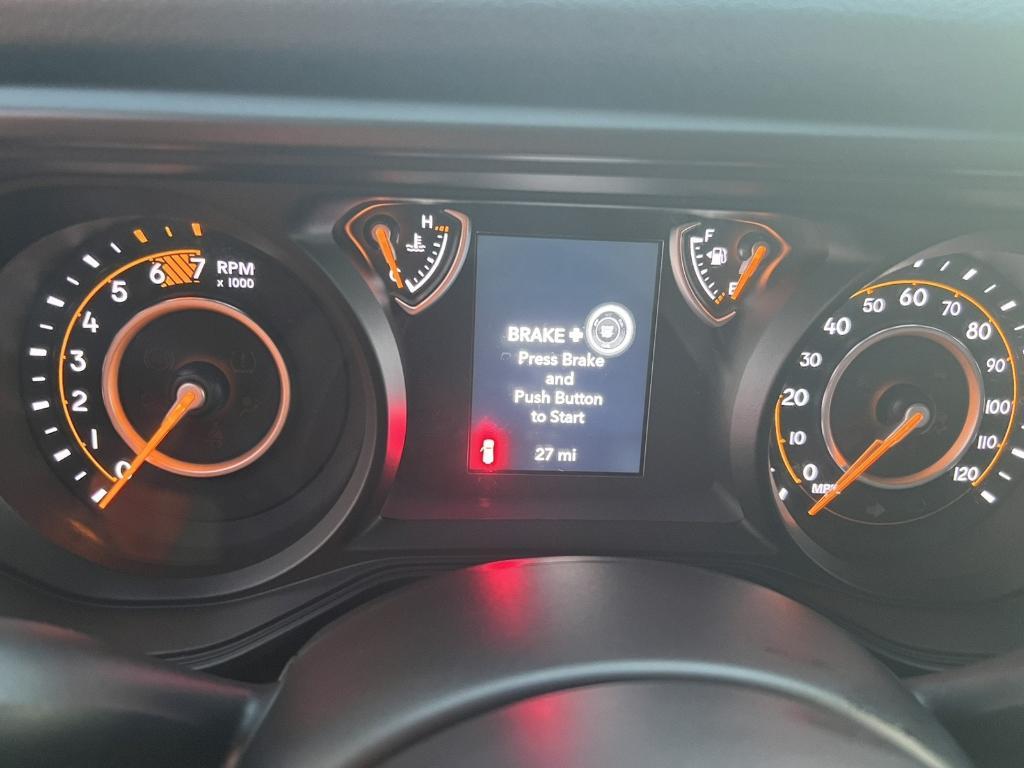 0
1
2
3
4
5
6
7
RPM
x 1000
H
C
BRAKE +
Press Brake
and
Push Button
to Start
27 mi
F
E
0
10
20
30
40
50
60
70
80
90
100
110
120